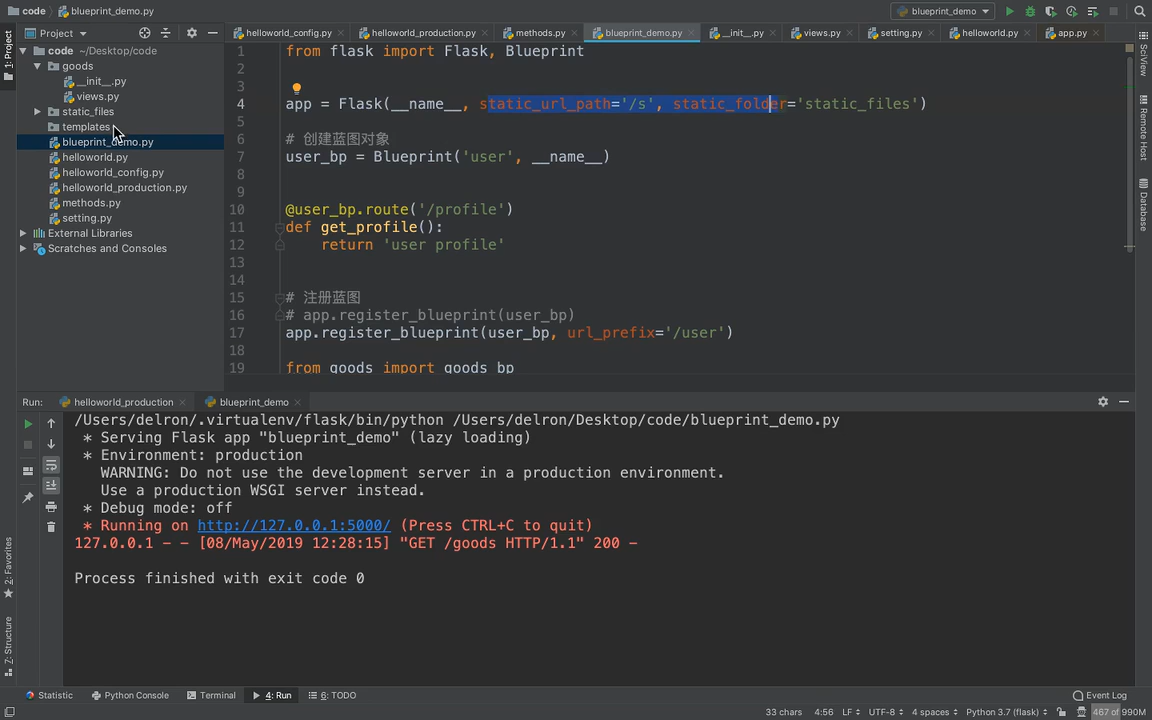 code
blueprint_demo.py
blueprint_demo
Project
helloworld_config.py
helloworld_production.py
methods.py
blueprint_demo.py
__init__.py
views.py
setting.py
helloworld.py
app.py
code ~/Desktop/code
goods
__init__.py
views.py
static_files
templates
blueprint_demo.py
helloworld.py
helloworld_config.py
helloworld_production.py
methods.py
setting.py
External Libraries
Scratches and Consoles
1: Project
2: Favorites
7: Structure
SciView
Remote Host
Database
1 from flask import Flask, Blueprint
2
3
4 app = Flask(__name__, static_url_path='/s', static_folder='static_files')
5
6 # 创建蓝图对象
7 user_bp = Blueprint('user', __name__)
8
9
10 @user_bp.route('/profile')
11 def get_profile():
12 return 'user profile'
13
14
15 # 注册蓝图
16 # app.register_blueprint(user_bp)
17 app.register_blueprint(user_bp, url_prefix='/user')
18
19 from goods import goods_bp
Run: helloworld_production blueprint_demo
/Users/delron/.virtualenv/flask/bin/python /Users/delron/Desktop/code/blueprint_demo.py
* Serving Flask app "blueprint_demo" (lazy loading)
* Environment: production
WARNING: Do not use the development server in a production environment.
Use a production WSGI server instead.
* Debug mode: off
* Running on http://127.0.0.1:5000/ (Press CTRL+C to quit)
127.0.0.1 - - [08/May/2019 12:28:15] "GET /goods HTTP/1.1" 200 -
Process finished with exit code 0
Statistic
Python Console
Terminal
4: Run
6: TODO
Event Log
33 chars 4:56 LF UTF-8 4 spaces Python 3.7 (flask) 467 of 990M